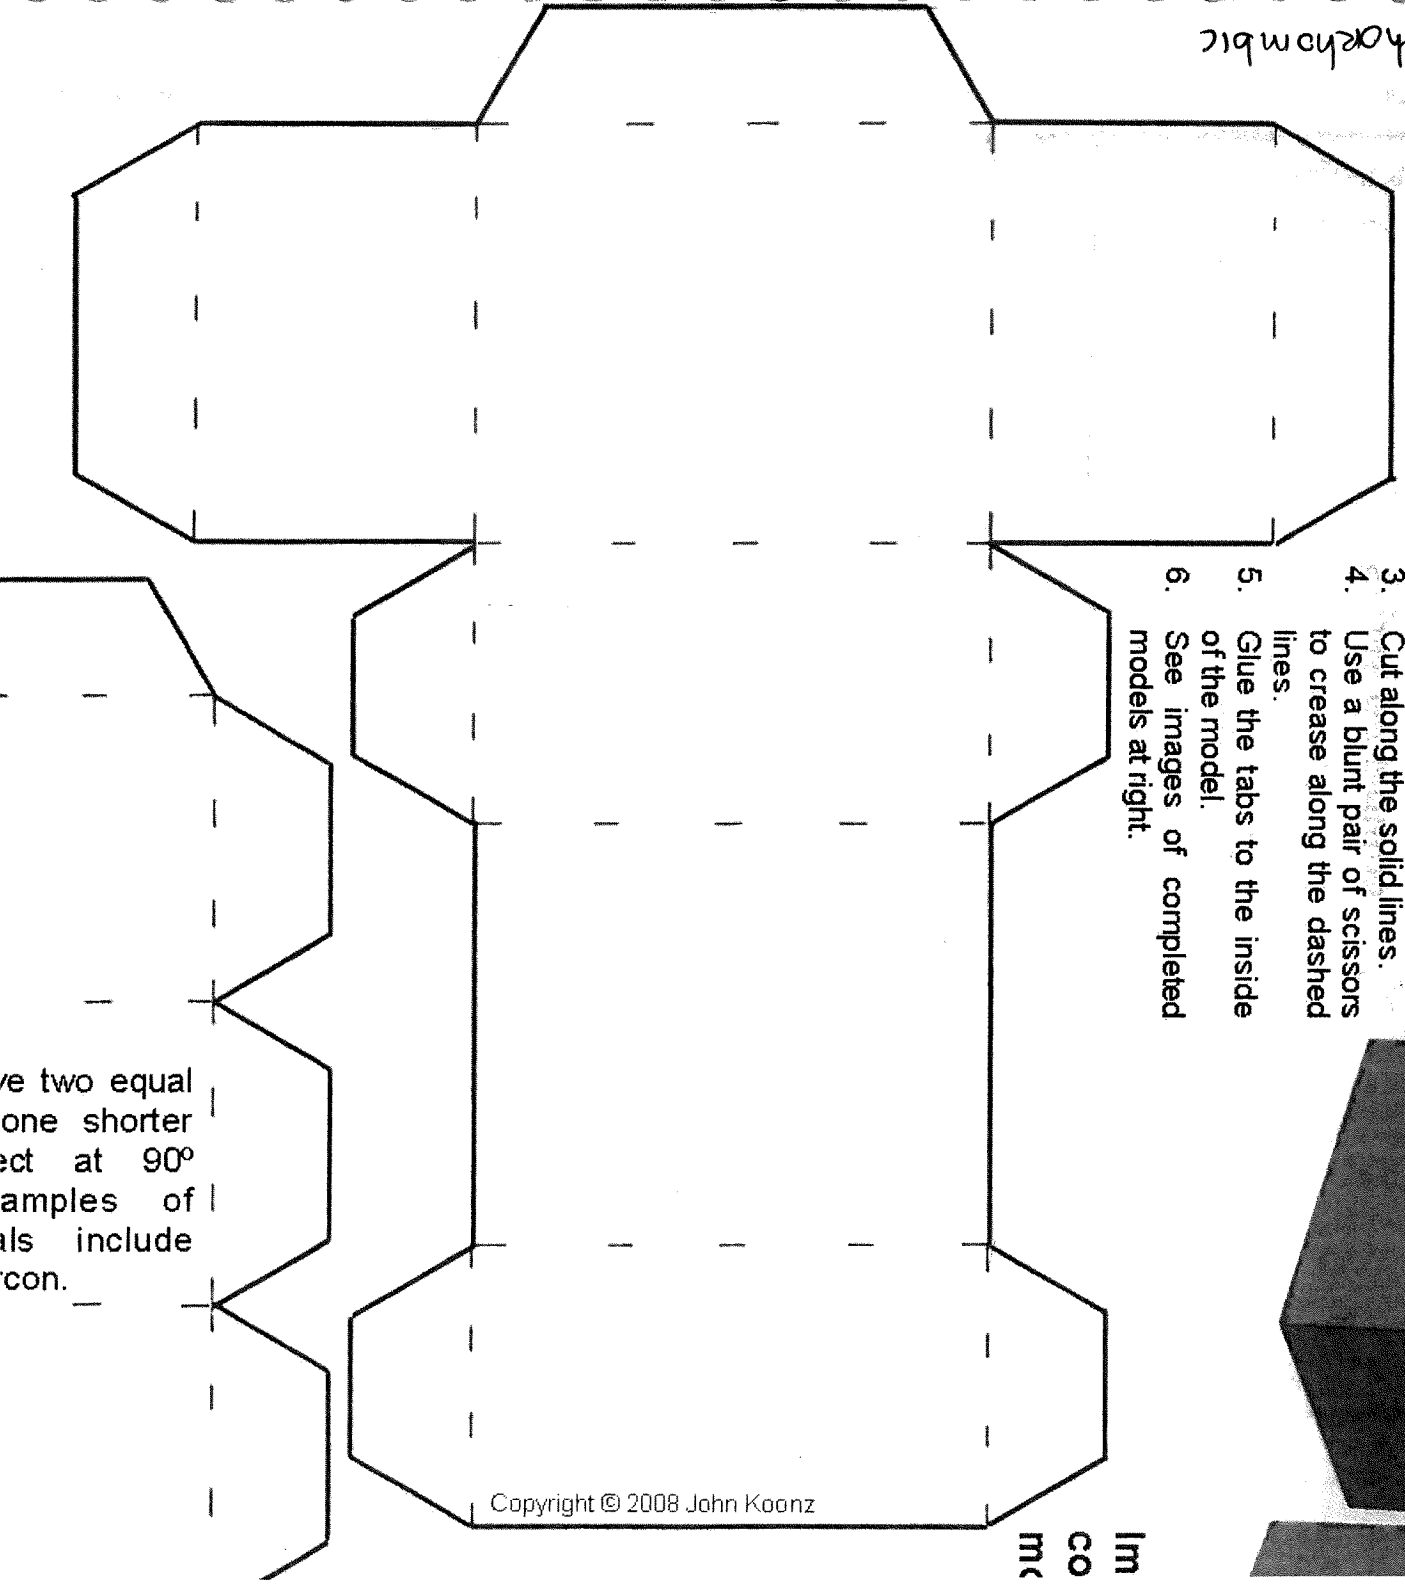 3. Cut along the solid lines.
4. Use a blunt pair of scissors
to crease along the dashed
lines.
5. Glue the tabs to the inside
of the model.
6. See images of completed
models at right.
ve two equal
one shorter
ect at 90º
amples of
als include
rcon.
Copyright © 2008 John Koonz
Im
co